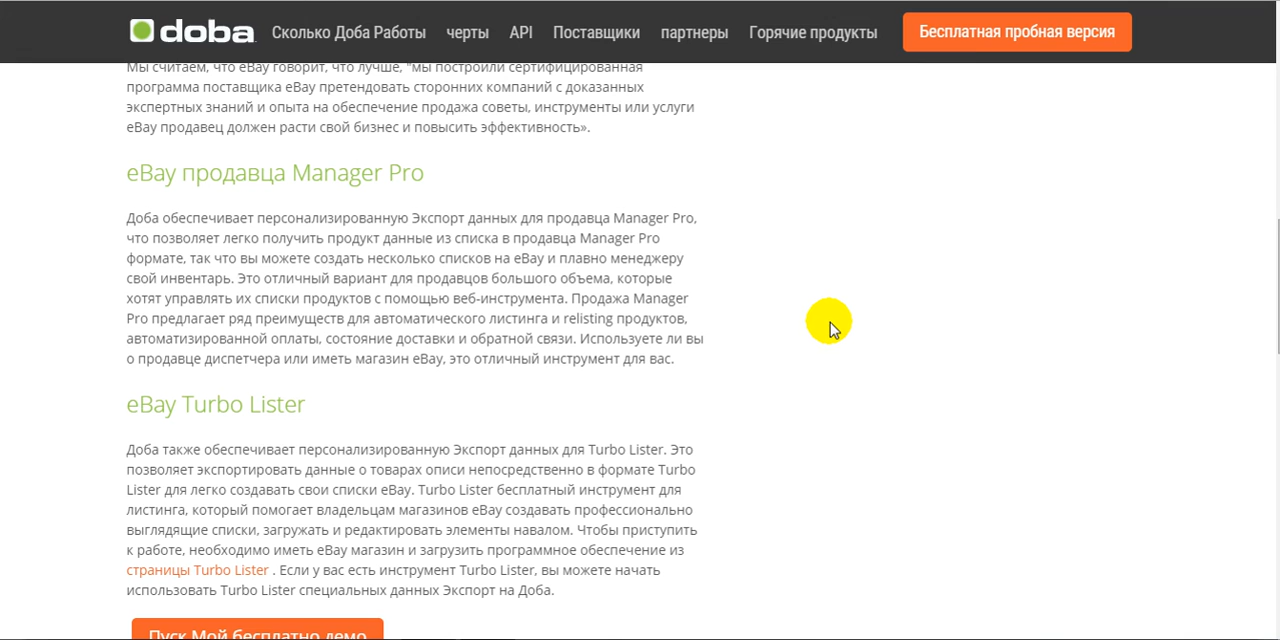 doba Сколько Доба Работы черты API Поставщики партнеры Горячие продукты Бесплатная пробная версия
Мы считаем, что eBay говорит, что лучше, "мы построили сертифицированная
программа поставщика eBay претендовать сторонних компаний с доказанных
экспертных знаний и опыта на обеспечение продажа советы, инструменты или услуги
eBay продавец должен расти свой бизнес и повысить эффективность».
eBay продавца Manager Pro
Доба обеспечивает персонализированную Экспорт данных для продавца Manager Pro,
что позволяет легко получить продукт данные из списка в продавца Manager Pro
формате, так что вы можете создать несколько списков на eBay и плавно менеджеру
свой инвентарь. Это отличный вариант для продавцов большого объема, которые
хотят управлять их списки продуктов с помощью веб-инструмента. Продажа Manager
Pro предлагает ряд преимуществ для автоматического листинга и relisting продуктов,
автоматизированной оплаты, состояние доставки и обратной связи. Используете ли вы
о продавце диспетчера или иметь магазин eBay, это отличный инструмент для вас.
eBay Turbo Lister
Доба также обеспечивает персонализированную Экспорт данных для Turbo Lister. Это
позволяет экспортировать данные о товарах описи непосредственно в формате Turbo
Lister для легко создавать свои списки eBay. Turbo Lister бесплатный инструмент для
листинга, который помогает владельцам магазинов eBay создавать профессионально
выглядящие списки, загружать и редактировать элементы навалом. Чтобы приступить
к работе, необходимо иметь eBay магазин и загрузить программное обеспечение из
страницы Turbo Lister . Если у вас есть инструмент Turbo Lister, вы можете начать
использовать Turbo Lister специальных данных Экспорт на Доба.
Пуск Мой бесплатно демо